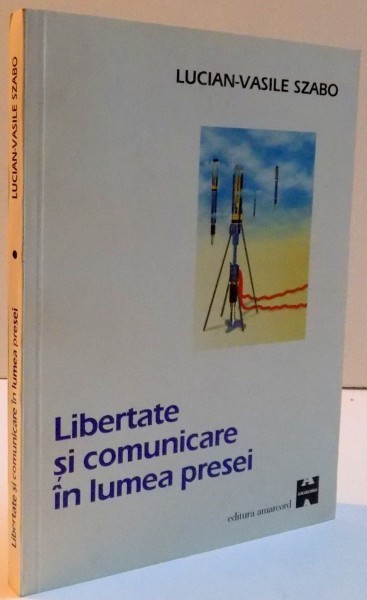 LUCIAN-VASILE SZABO
Libertate
și comunicare
în lumea presei
editura amarcord
AMARCORD
Libertate și comunicare în lumea presei • LUCIAN-VASILE SZABO